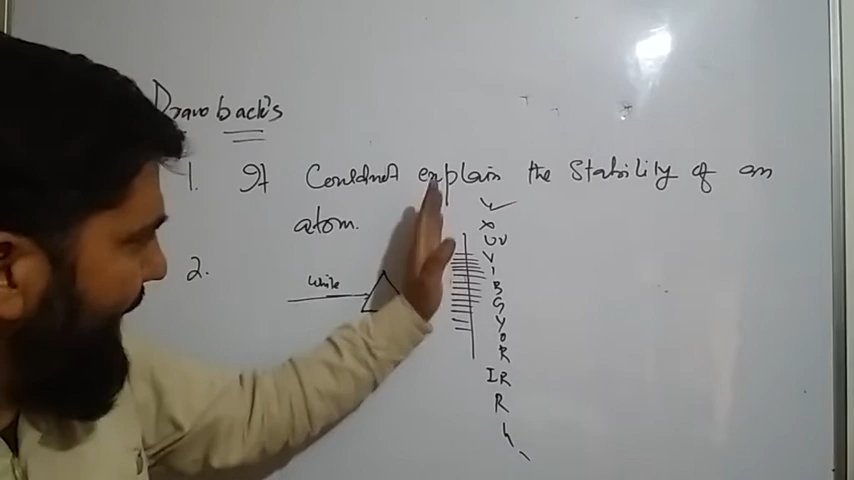 Drawbacks
1. It Couldnot explain the Stability of an
atom.
2.
White
X
UV
V
I
B
G
Y
O
R
IR
R